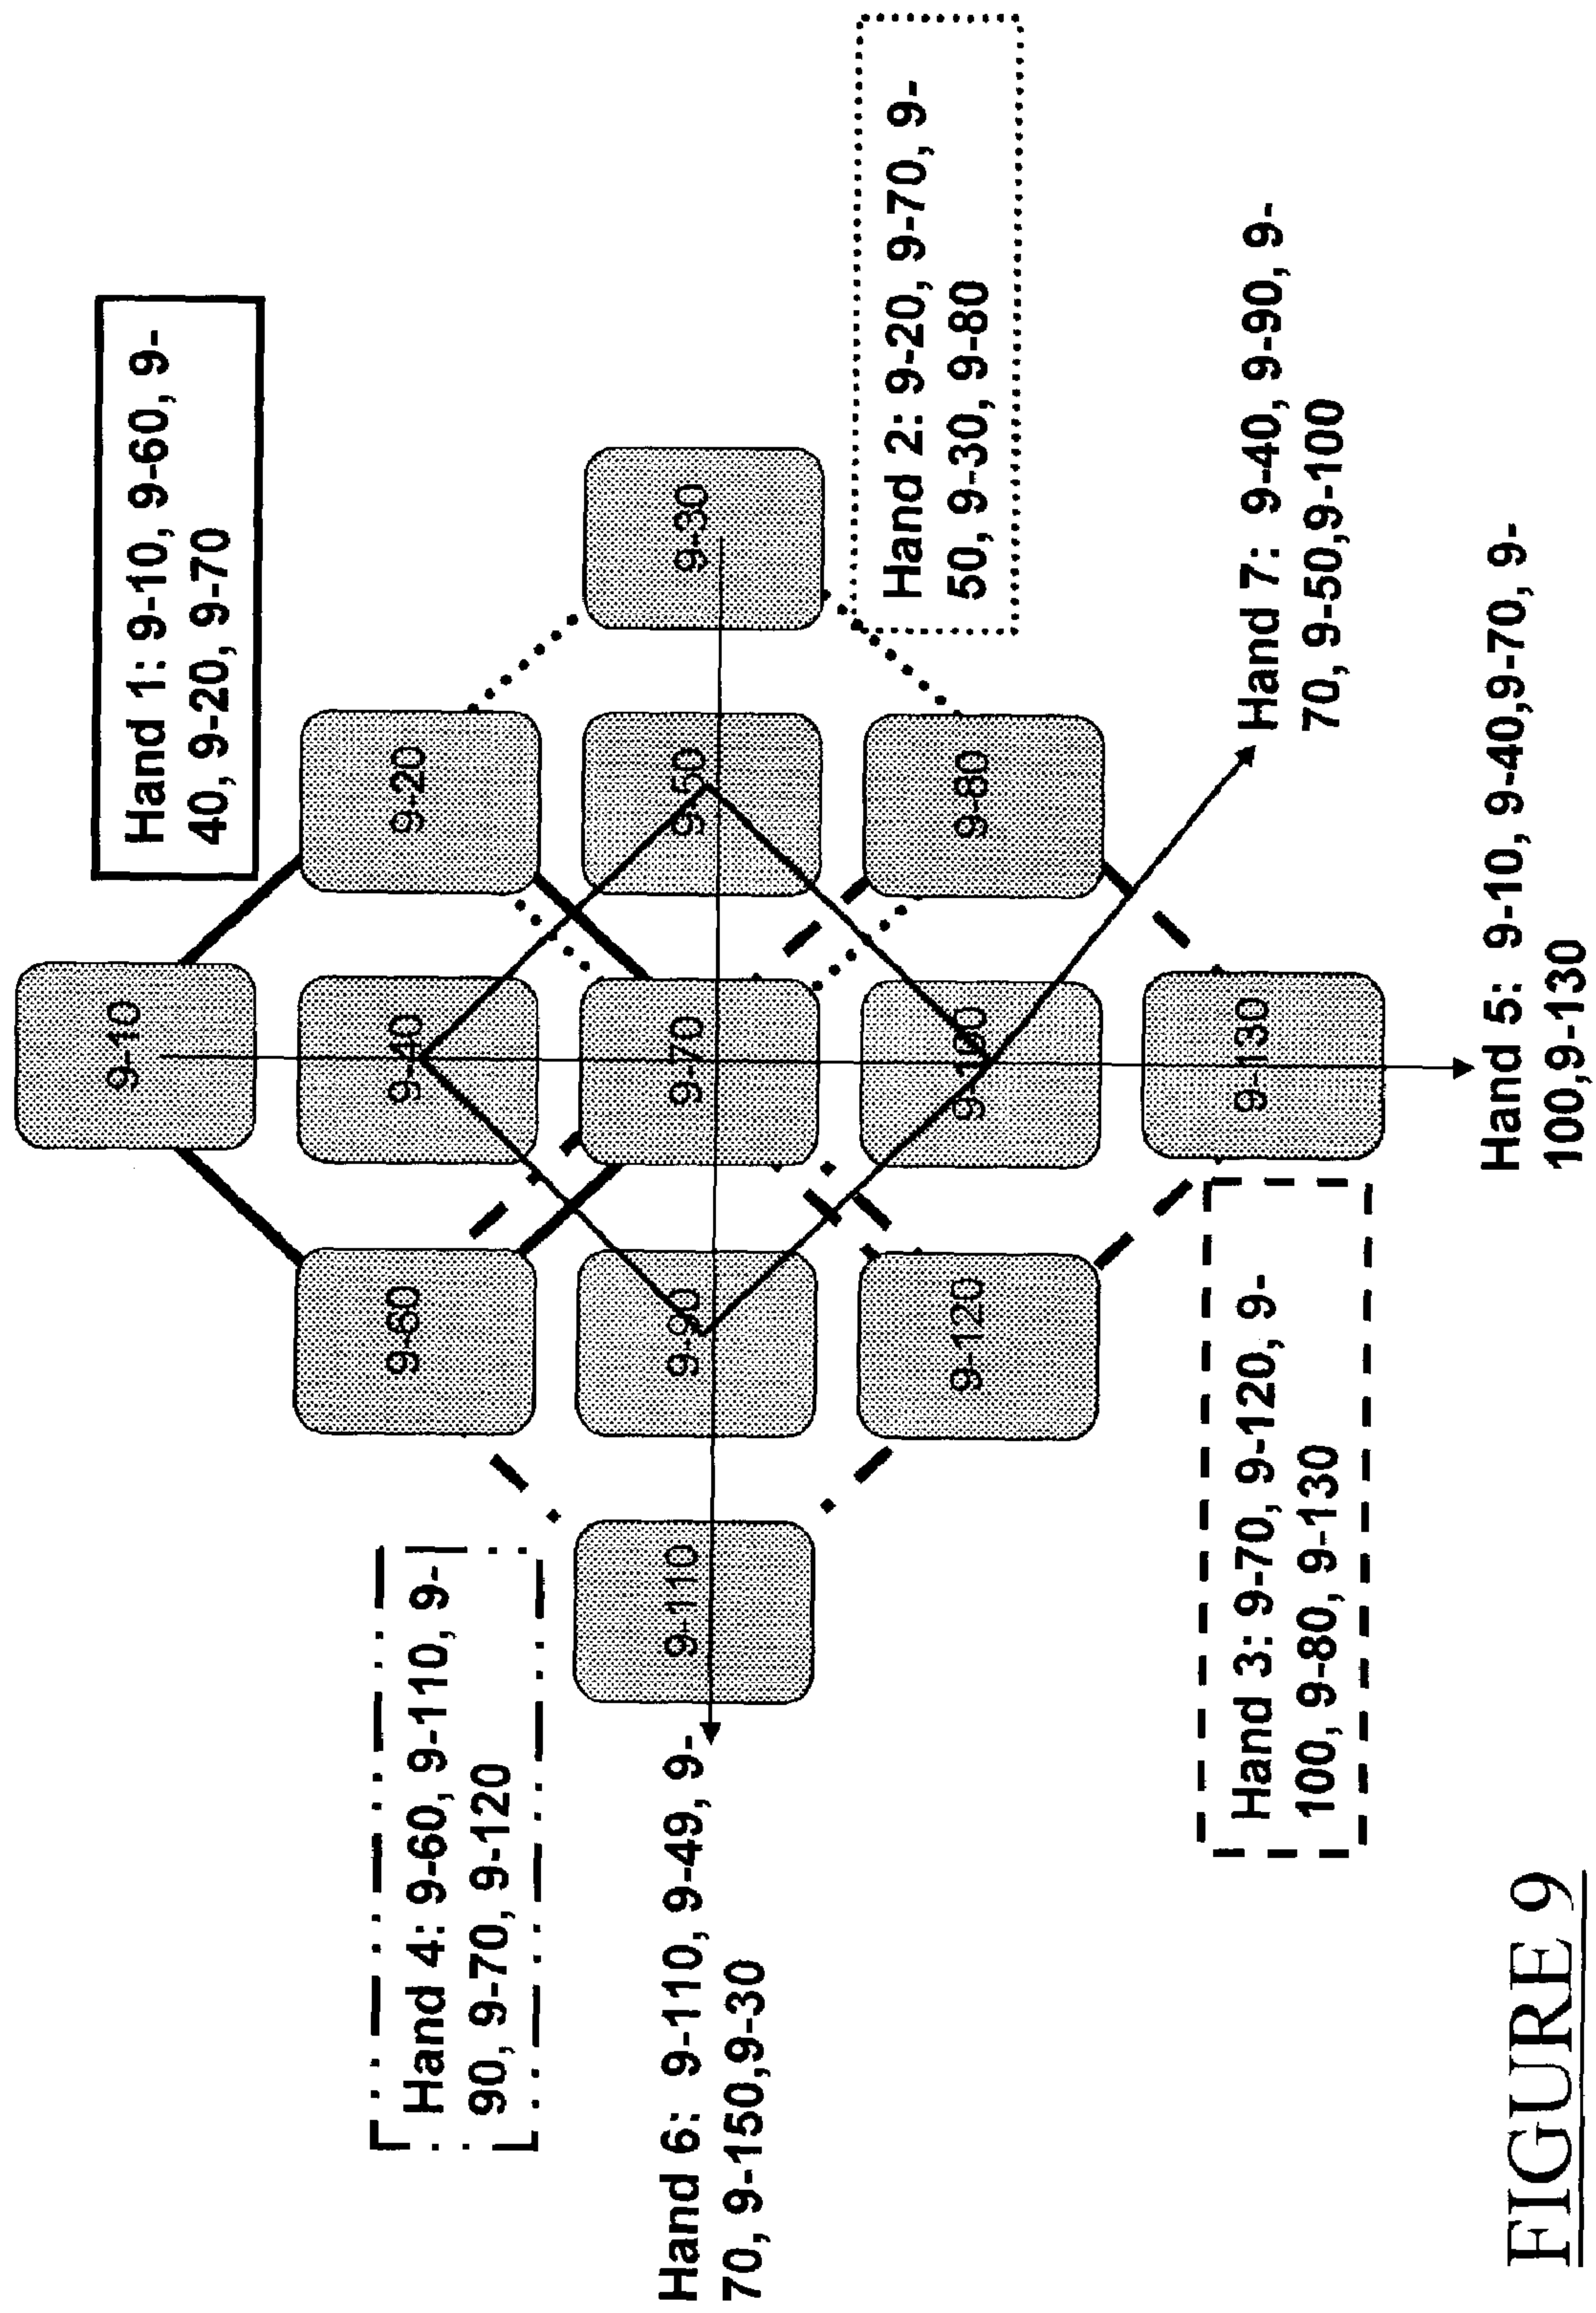 9-10
Hand 1: 9-10, 9-60, 9-
40, 9-20, 9-70
Hand 4: 9-60, 9-110, 9-
90, 9-70, 9-120
9-60
9-40
9-20
Hand 6: 9-110, 9-49, 9-
70, 9-150,9-30
9-110
9-90
9-70
9-50
9-30
Hand 2: 9-20, 9-70, 9-
50, 9-30, 9-80
9-120
9-100
9-80
Hand 3: 9-70, 9-120, 9-
100, 9-80, 9-130
9-130
Hand 7: 9-40, 9-90, 9-
70, 9-50,9-100
Hand 5: 9-10, 9-40,9-70, 9-
100,9-130
FIGURE 9